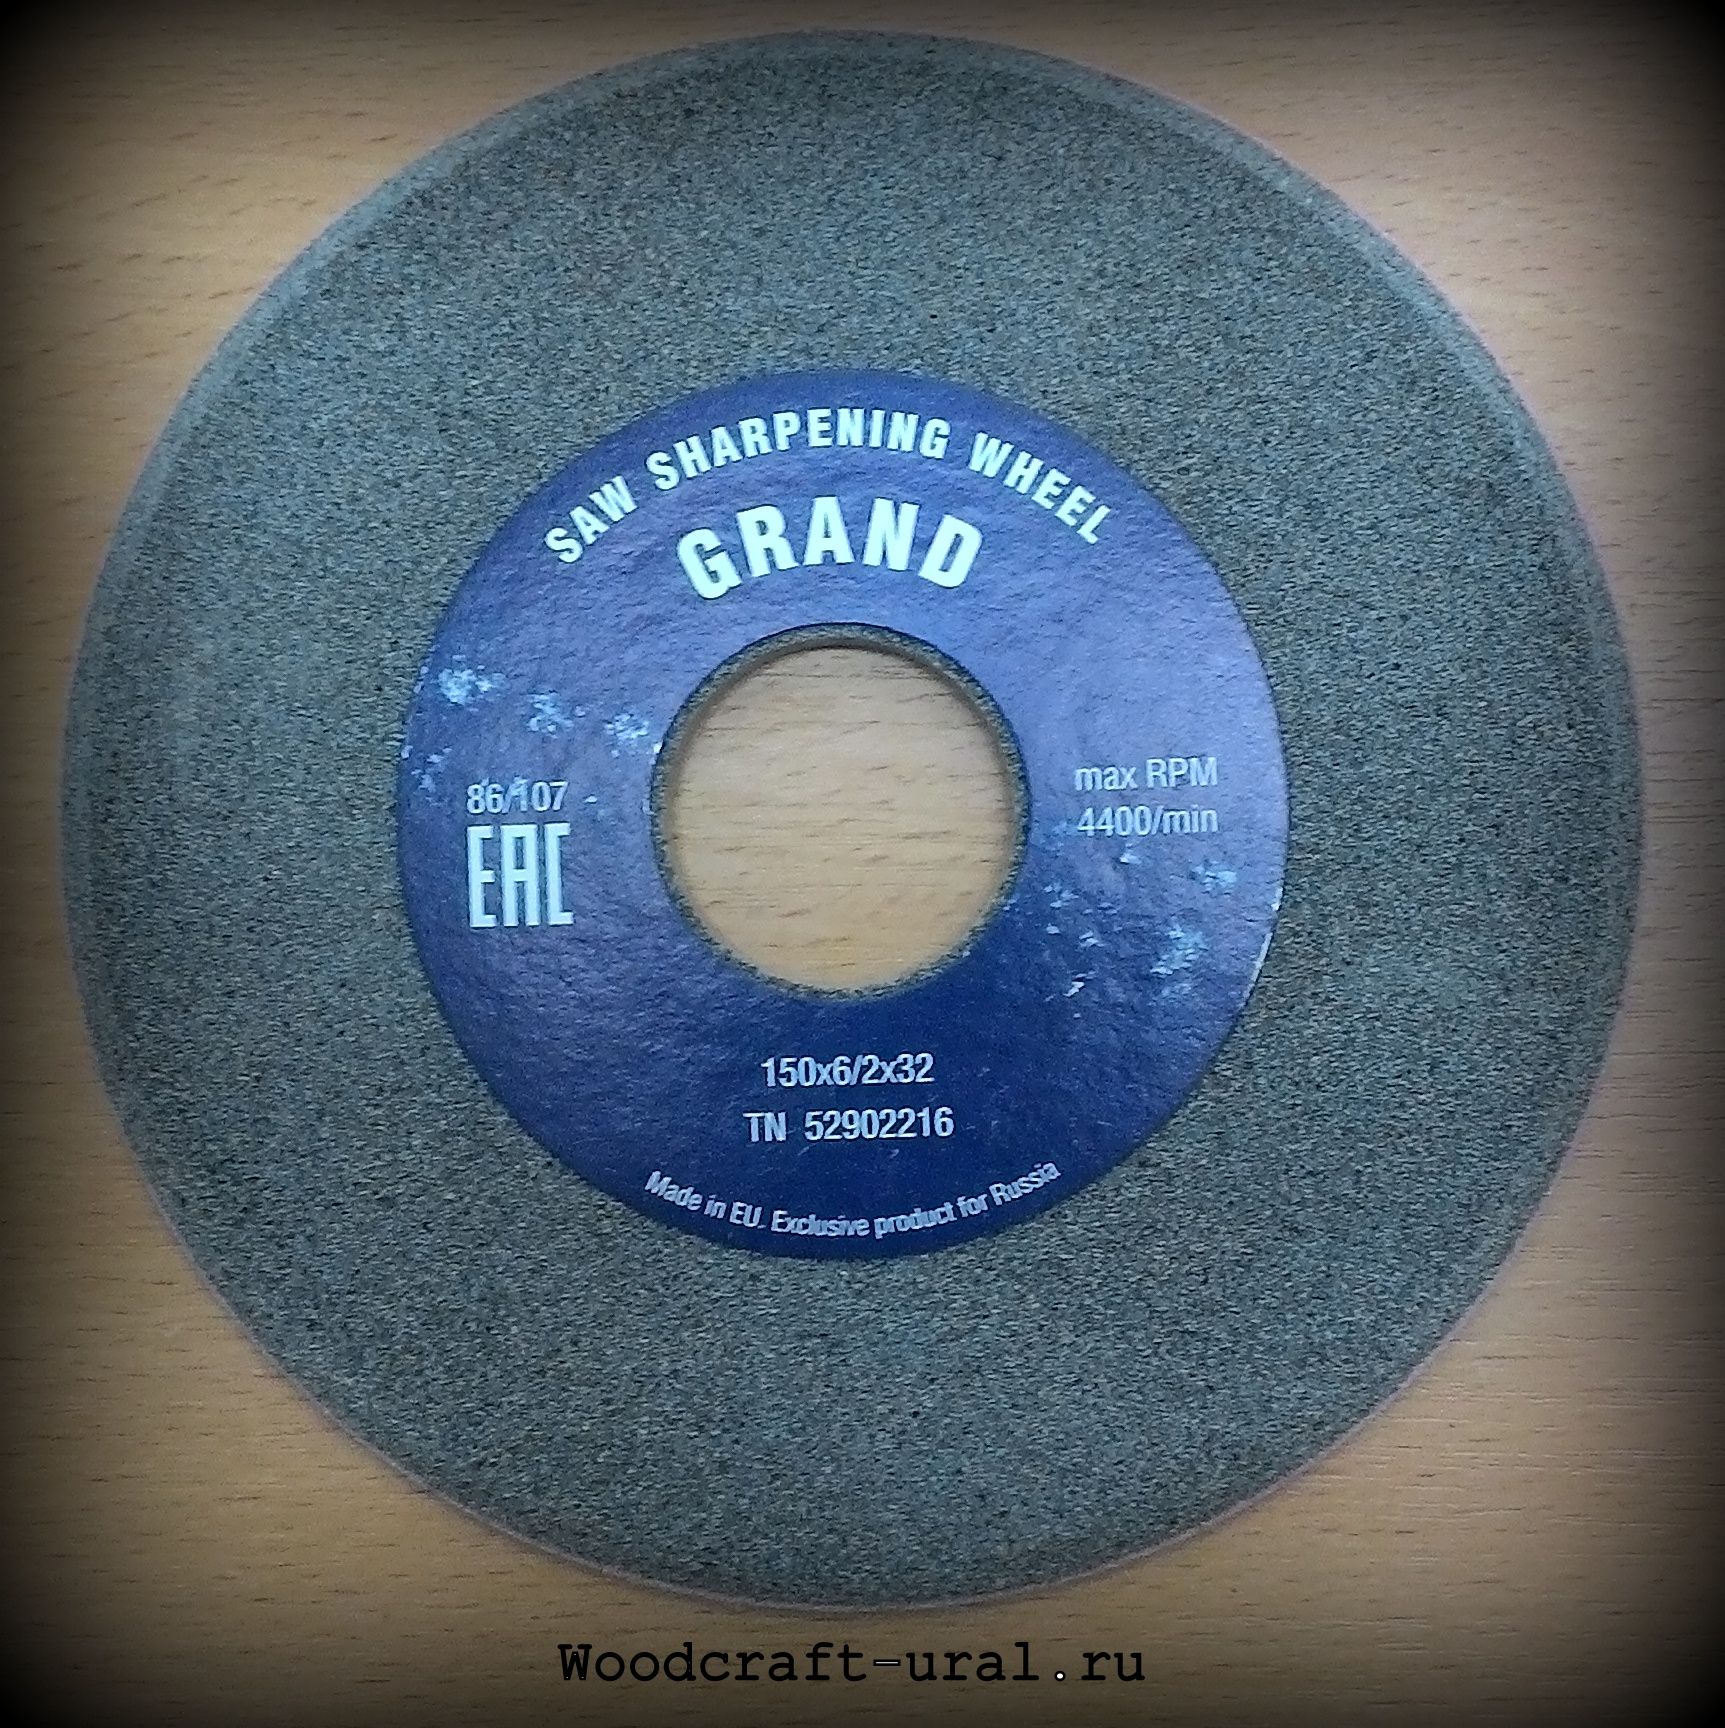 SAW SHARPENING WHEEL
GRAND
86/107
EAC
max RPM
4400/min
150x6/2x32
TN 52902216
Made in EU. Exclusive product for Russia
Woodcraft-ural.ru